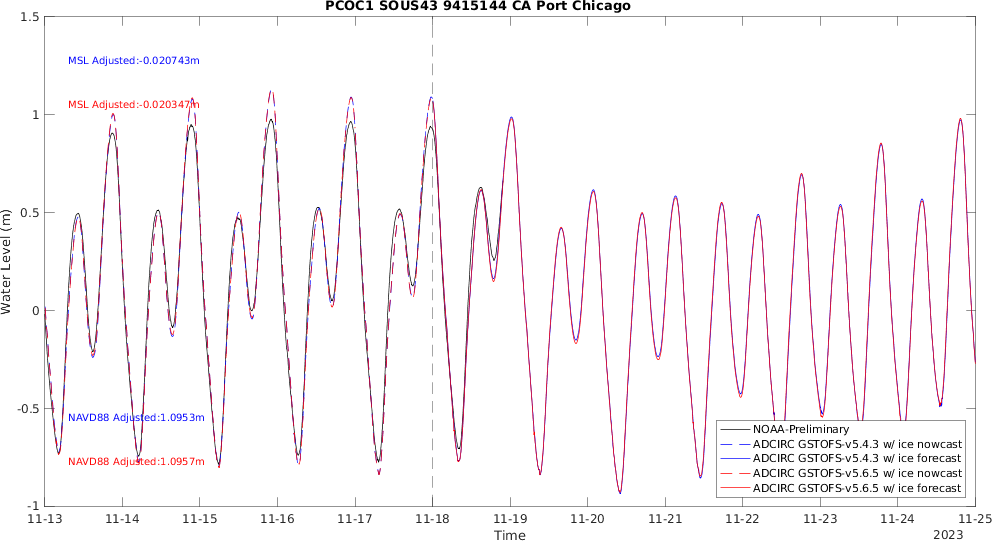 PCOC1 SOUS43 9415144 CA Port Chicago
1.5
MSL Adjusted:-0.020743m
MSL Adjusted:-0.020347m
1
0.5
Water Level (m)
0
-0.5
NAVD88 Adjusted:1.0953m
NAVD88 Adjusted:1.0957m
NOAA-Preliminary
ADCIRC GSTOFS-v5.4.3 w/ ice nowcast
ADCIRC GSTOFS-v5.4.3 w/ ice forecast
ADCIRC GSTOFS-v5.6.5 w/ ice nowcast
ADCIRC GSTOFS-v5.6.5 w/ ice forecast
-1
11-13 11-14 11-15 11-16 11-17 11-18 11-19 11-20 11-21 11-22 11-23 11-24 11-25
Time
2023